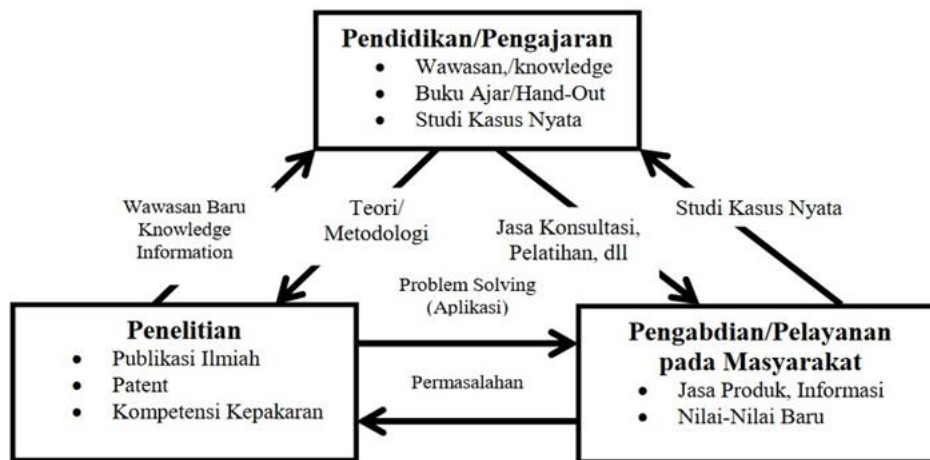 Pendidikan/Pengajaran
• Wawasan,/knowledge
• Buku Ajar/Hand-Out
• Studi Kasus Nyata
Wawasan Baru
Knowledge
Information
Teori/
Metodologi
Jasa Konsultasi,
Pelatihan, dll
Studi Kasus Nyata
Problem Solving
(Aplikasi)
Permasalahan
Penelitian
• Publikasi Ilmiah
• Patent
• Kompetensi Kepakaran
Pengabdian/Pelayanan
pada Masyarakat
• Jasa Produk, Informasi
• Nilai-Nilai Baru